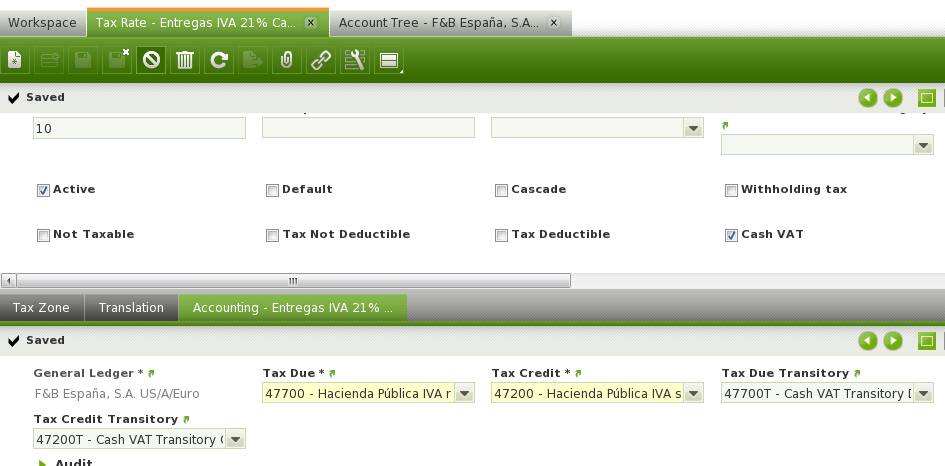 Workspace
Tax Rate - Entregas IVA 21% Ca...
Account Tree - F&B España, S.A...
Saved
10
Active
Default
Cascade
Withholding tax
Not Taxable
Tax Not Deductible
Tax Deductible
Cash VAT
Tax Zone
Translation
Accounting - Entregas IVA 21% ...
Saved
General Ledger *
Tax Due *
Tax Credit *
Tax Due Transitory
F&B España, S.A. US/A/Euro
47700 - Hacienda Pública IVA r
47200 - Hacienda Pública IVA s
47700T - Cash VAT Transitory
Tax Credit Transitory
47200T - Cash VAT Transitory
Audit